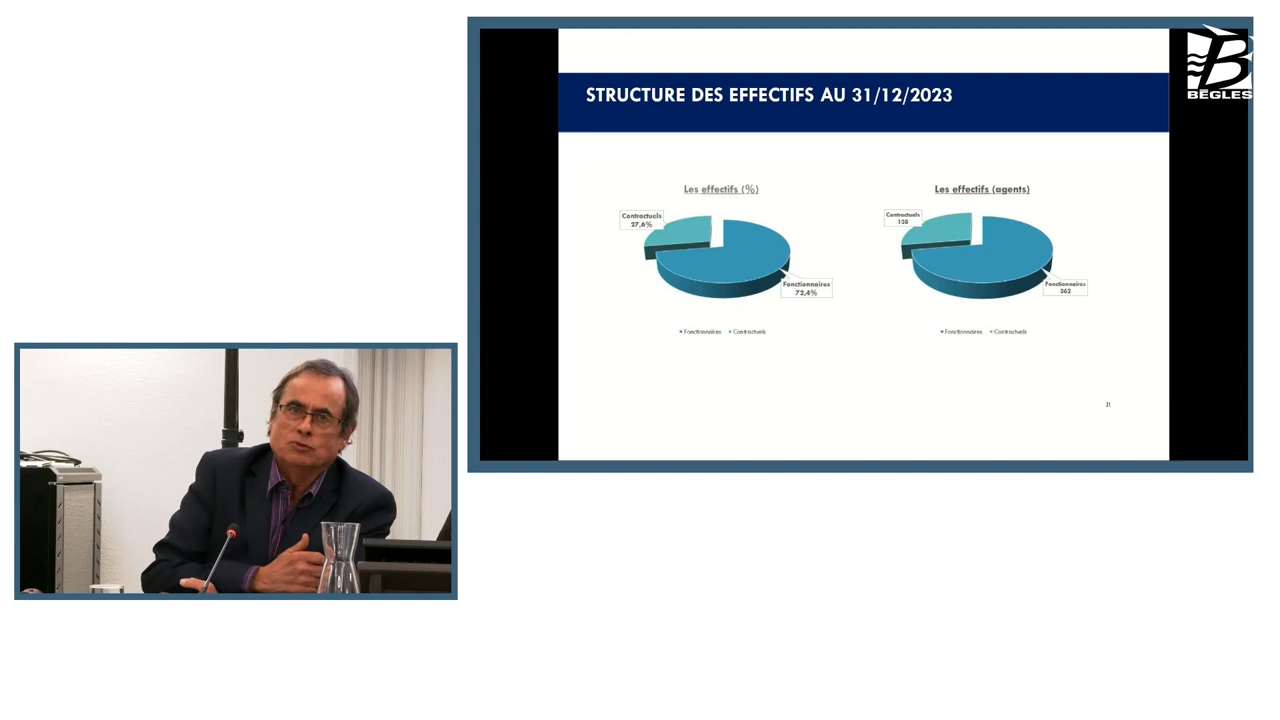 STRUCTURE DES EFFECTIFS AU 31/12/2023
BÈGLES
Les effectifs (%)
Contractuels
27,6%
Fonctionnaires
72,4%
Fonctionnaires Contractuels
Les effectifs (agents)
Contractuels
138
Fonctionnaires
362
Fonctionnaires Contractuels
21